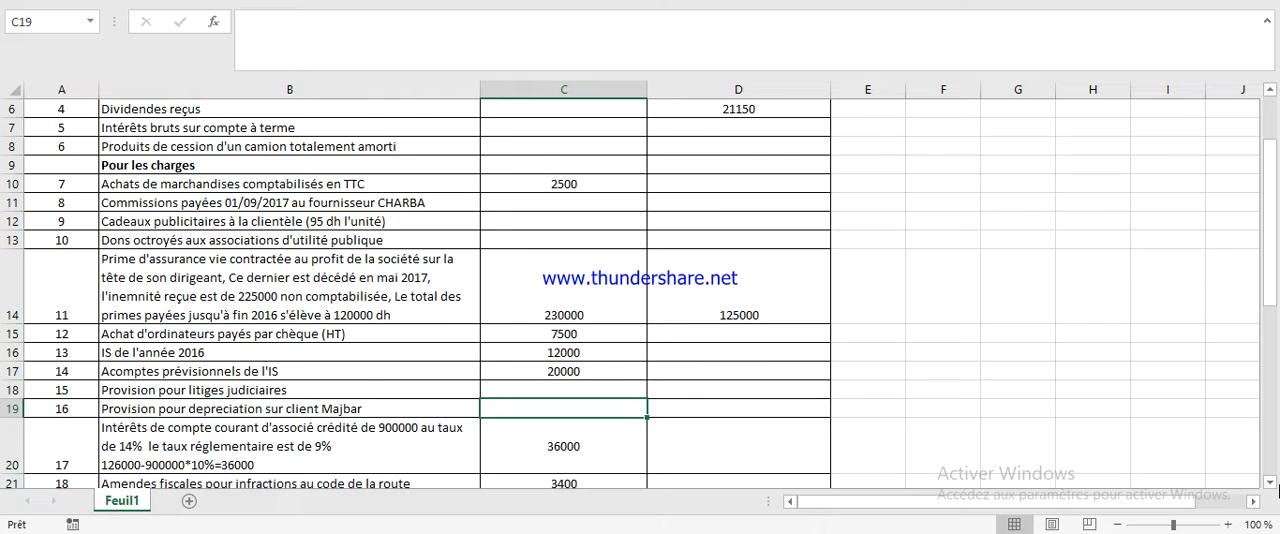 C19
fx
A B C D E F G H I J
6 4 Dividendes reçus 21150
7 5 Intérêts bruts sur compte à terme
8 6 Produits de cession d'un camion totalement amorti
9 Pour les charges
10 7 Achats de marchandises comptabilisés en TTC 2500
11 8 Commissions payées 01/09/2017 au fournisseur CHARBA
12 9 Cadeaux publicitaires à la clientèle (95 dh l'unité)
13 10 Dons octroyés aux associations d'utilité publique
Prime d'assurance vie contractée au profit de la société sur la
tête de son dirigeant, Ce dernier est décédé en mai 2017,
www.thundershare.net
l'inemnité reçue est de 225000 non comptabilisée, Le total des
14 11 primes payées jusqu'à fin 2016 s'élève à 120000 dh 230000 125000
15 12 Achat d'ordinateurs payés par chèque (HT) 7500
16 13 IS de l'année 2016 12000
17 14 Acomptes prévisionnels de l'IS 20000
18 15 Provision pour litiges judiciaires
19 16 Provision pour depreciation sur client Majbar
Intérêts de compte courant d'associé crédité de 900000 au taux
de 14% le taux réglementaire est de 9% 36000
20 17 126000-900000*10%=36000
21 18 Amendes fiscales pour infractions au code de la route 3400
Activer Windows
Accédez aux paramètres pour activer Windows.
Feuil1
Prêt
100 %